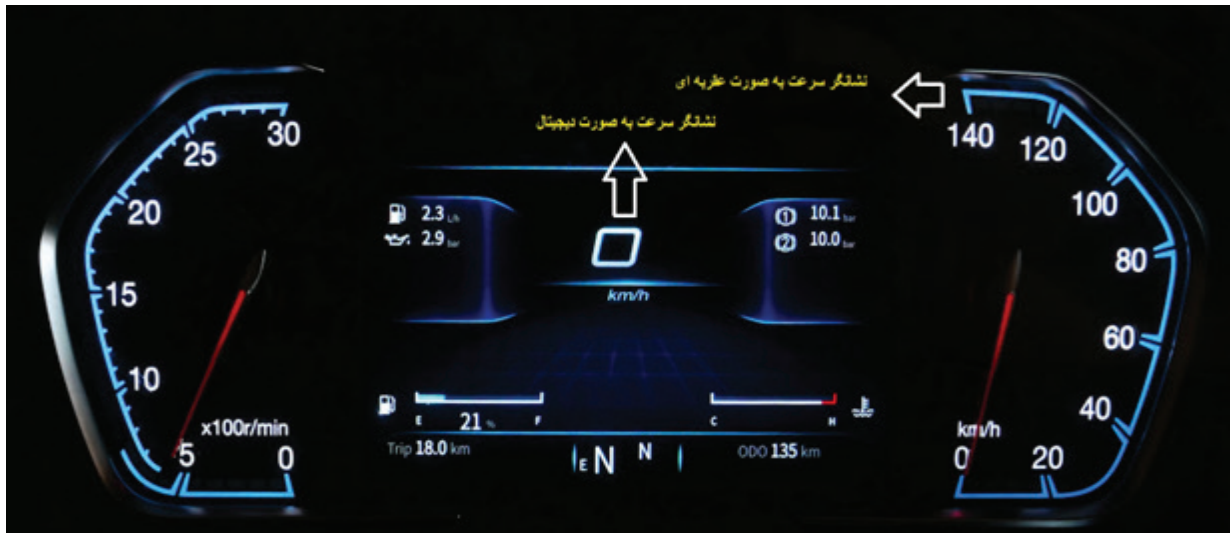 نشانگر سرعت به صورت عقربه ای
نشانگر سرعت به صورت دیجیتال
30
25
20
15
10
5
0
x100r/min
2.3 L/h
2.9 bar
0
km/h
10.1 bar
10.0 bar
1
2
E
F
21 %
C
H
Trip 18.0 km
E N N
ODO 135 km
140
120
100
80
60
40
20
0
km/h